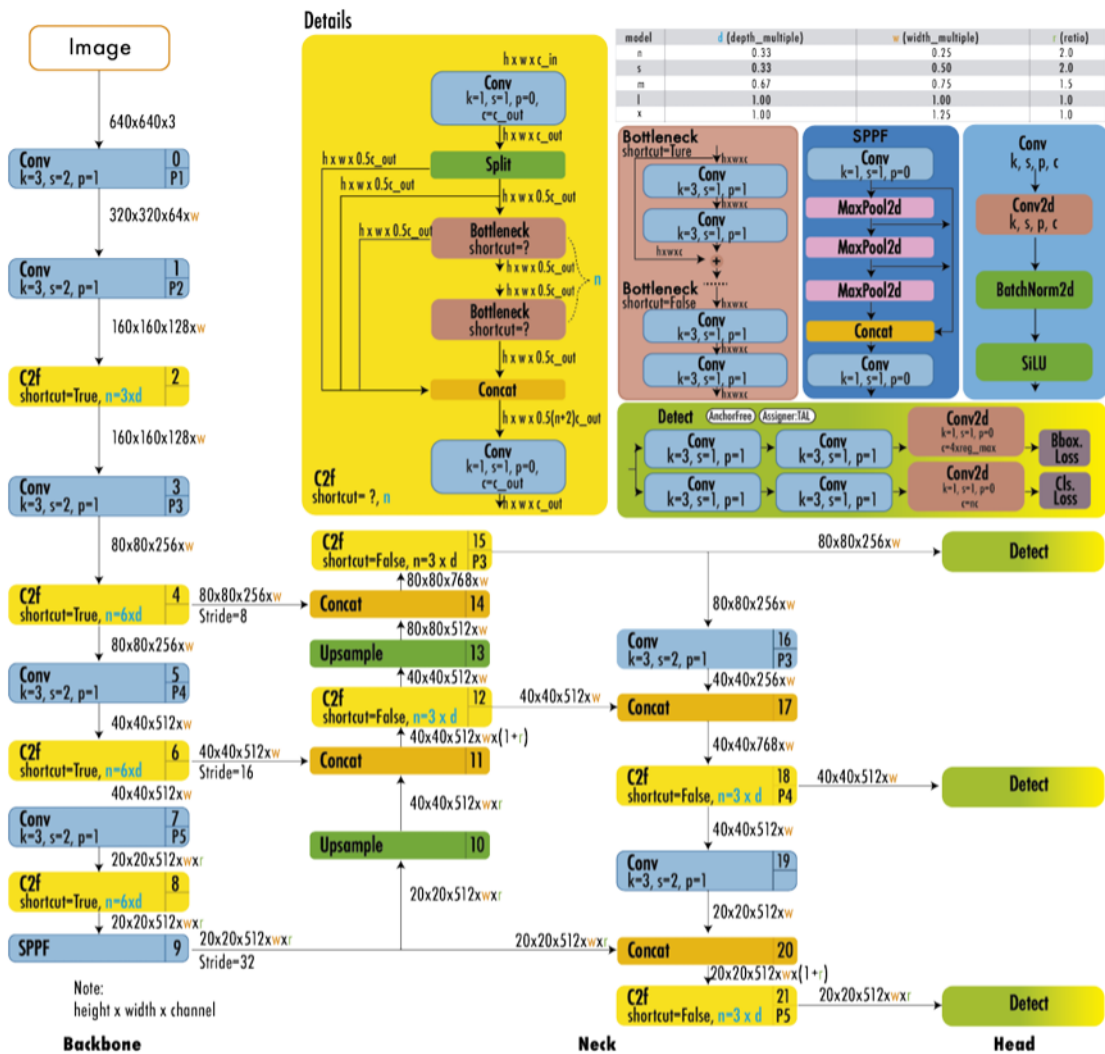 Image
640x640x3
Conv 0
k=3, s=2, p=1 P1
320x320x64xw
Conv 1
k=3, s=2, p=1 P2
160x160x128xw
C2f 2
shortcut=True, n=3xd
160x160x128xw
Conv 3
k=3, s=2, p=1 P3
80x80x256xw
C2f 4
shortcut=True, n=6xd
80x80x256xw
Stride=8
80x80x256xw
Conv 5
k=3, s=2, p=1 P4
40x40x512xw
C2f 6
shortcut=True, n=6xd
40x40x512xw
Stride=16
40x40x512xw
Conv 7
k=3, s=2, p=1 P5
20x20x512xwxr
C2f 8
shortcut=True, n=6xd
20x20x512xwxr
SPPF 9
20x20x512xwxr
Stride=32
Note:
height x width x channel
Backbone
Details
h x w x c_in
Conv
k=1, s=1, p=0,
c=c_out
h x w x c_out
Split
h x w x 0.5c_out
h x w x 0.5c_out
h x w x 0.5c_out
h x w x 0.5c_out
Bottleneck
shortcut=?
h x w x 0.5c_out
n
h x w x 0.5c_out
Bottleneck
shortcut=?
h x w x 0.5c_out
Concat
h x w x 0.5(n+2)c_out
Conv
k=1, s=1, p=0,
c=c_out
h x w x c_out
C2f
shortcut= ?, n
model d (depth_multiple) w (width_multiple) r (ratio)
n 0.33 0.25 2.0
s 0.33 0.50 2.0
m 0.67 0.75 1.5
l 1.00 1.00 1.0
x 1.00 1.25 1.0
Bottleneck
shortcut=Ture
hxwxc
Conv
k=3, s=1, p=1
hxwxc
Conv
k=3, s=1, p=1
hxwxc
+
Bottleneck
shortcut=False
hxwxc
Conv
k=3, s=1, p=1
hxwxc
Conv
k=3, s=1, p=1
hxwxc
SPPF
Conv
k=1, s=1, p=0
MaxPool2d
MaxPool2d
MaxPool2d
Concat
Conv
k=1, s=1, p=0
Conv
k, s, p, c
Conv2d
k, s, p, c
BatchNorm2d
SiLU
Detect AnchorFree Assigner:TAL
Conv
k=3, s=1, p=1
Conv
k=3, s=1, p=1
Conv2d
k=1, s=1, p=0
c=4xreg_max
Bbox.
Loss
Conv
k=3, s=1, p=1
Conv
k=3, s=1, p=1
Conv2d
k=1, s=1, p=0
c=nc
Cls.
Loss
C2f 15
shortcut=False, n=3 x d P3
80x80x768xw
Concat 14
80x80x512xw
Upsample 13
40x40x512xw
C2f 12
shortcut=False, n=3 x d
40x40x512xw
40x40x512xwx(1+r)
Concat 11
40x40x512xwxr
Upsample 10
20x20x512xwxr
80x80x256xw
Detect
80x80x256xw
Conv 16
k=3, s=2, p=1 P3
40x40x256xw
Concat 17
40x40x768xw
C2f 18
shortcut=False, n=3 x d P4
40x40x512xw
Detect
40x40x512xw
Conv 19
k=3, s=2, p=1
20x20x512xw
20x20x512xwxr
Concat 20
20x20x512xwx(1+r)
C2f 21
shortcut=False, n=3 x d P5
20x20x512xwxr
Detect
Neck
Head